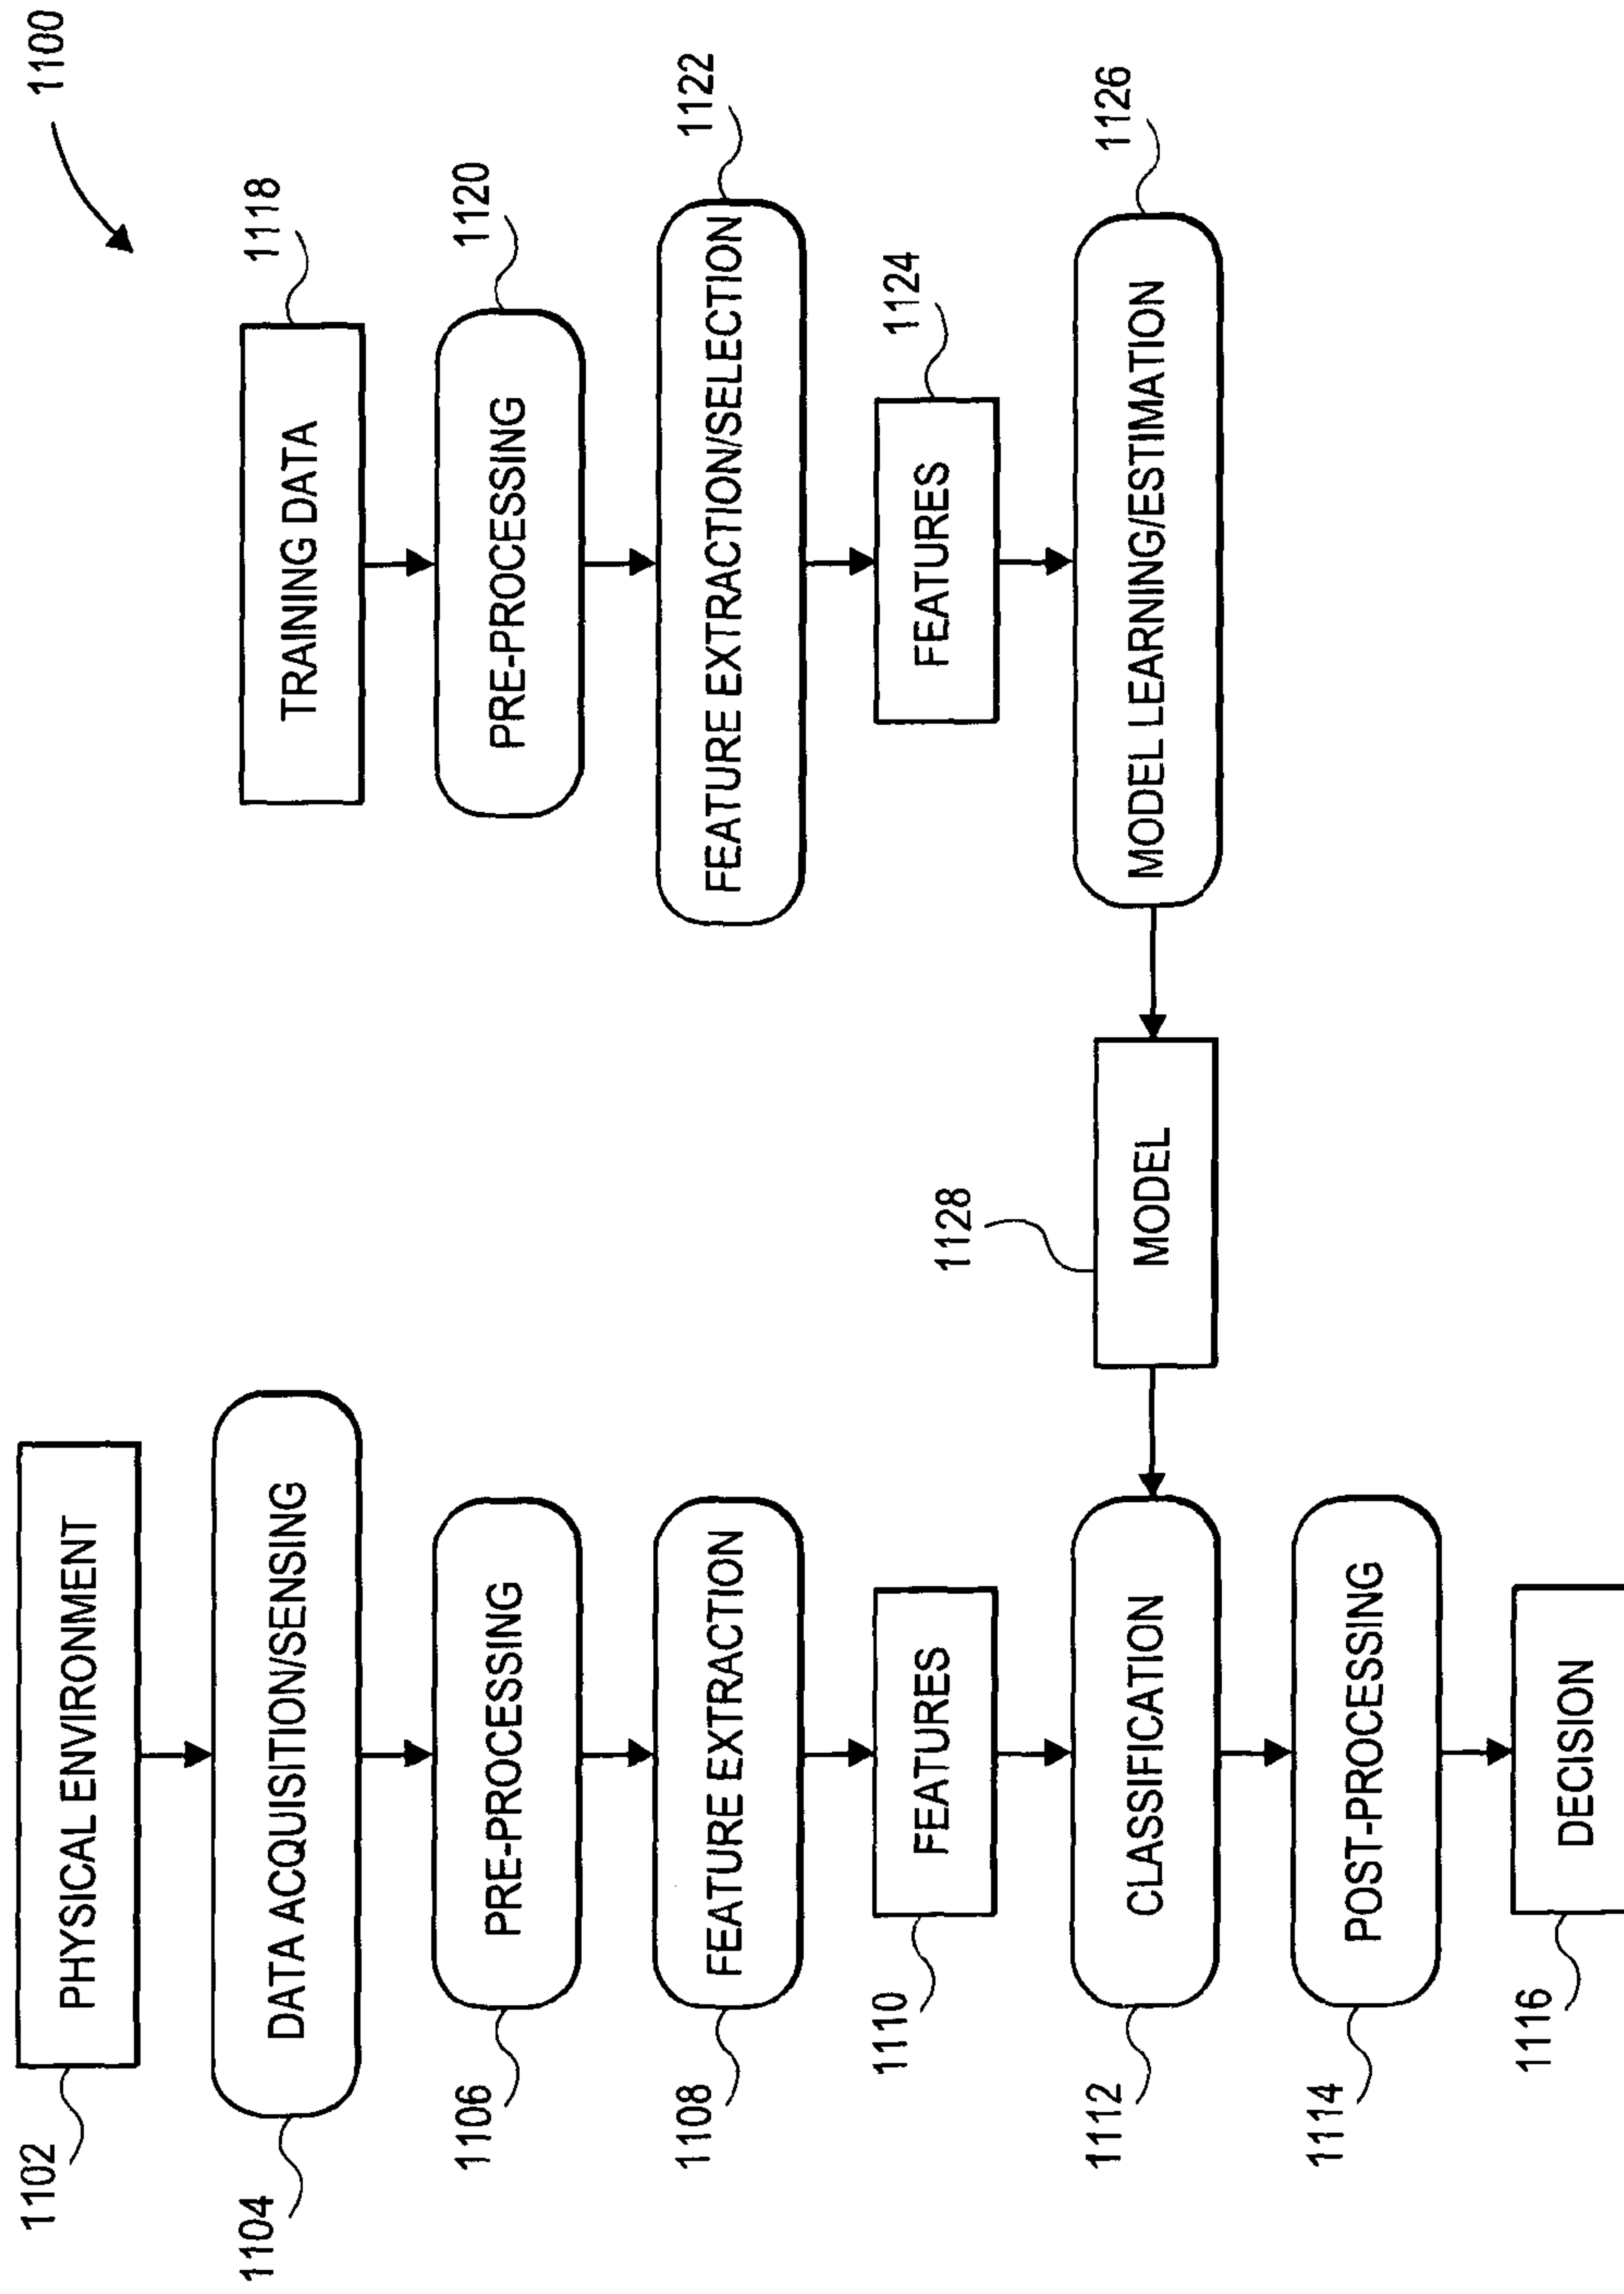 1100
1102
PHYSICAL ENVIRONMENT
1104
DATA ACQUISITION/SENSING
1106
PRE-PROCESSING
1108
FEATURE EXTRACTION
1110
FEATURES
1112
CLASSIFICATION
1114
POST-PROCESSING
1116
DECISION
1118
TRAINING DATA
1120
PRE-PROCESSING
1122
FEATURE EXTRACTION/SELECTION
1124
FEATURES
1126
MODEL LEARNING/ESTIMATION
1128
MODEL